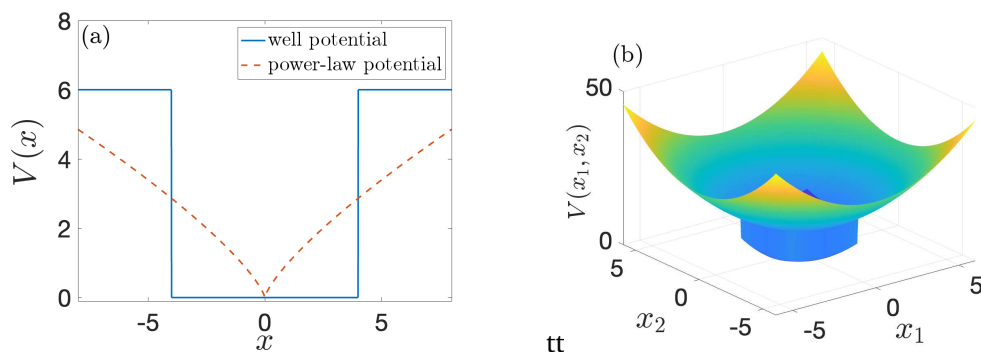 (a)
well potential
power-law potential
8
6
4
2
0
-5
0
5
V(x)
x
(b)
50
0
V(x₁, x₂)
5
0
-5
x₂
-5
0
5
x₁
tt